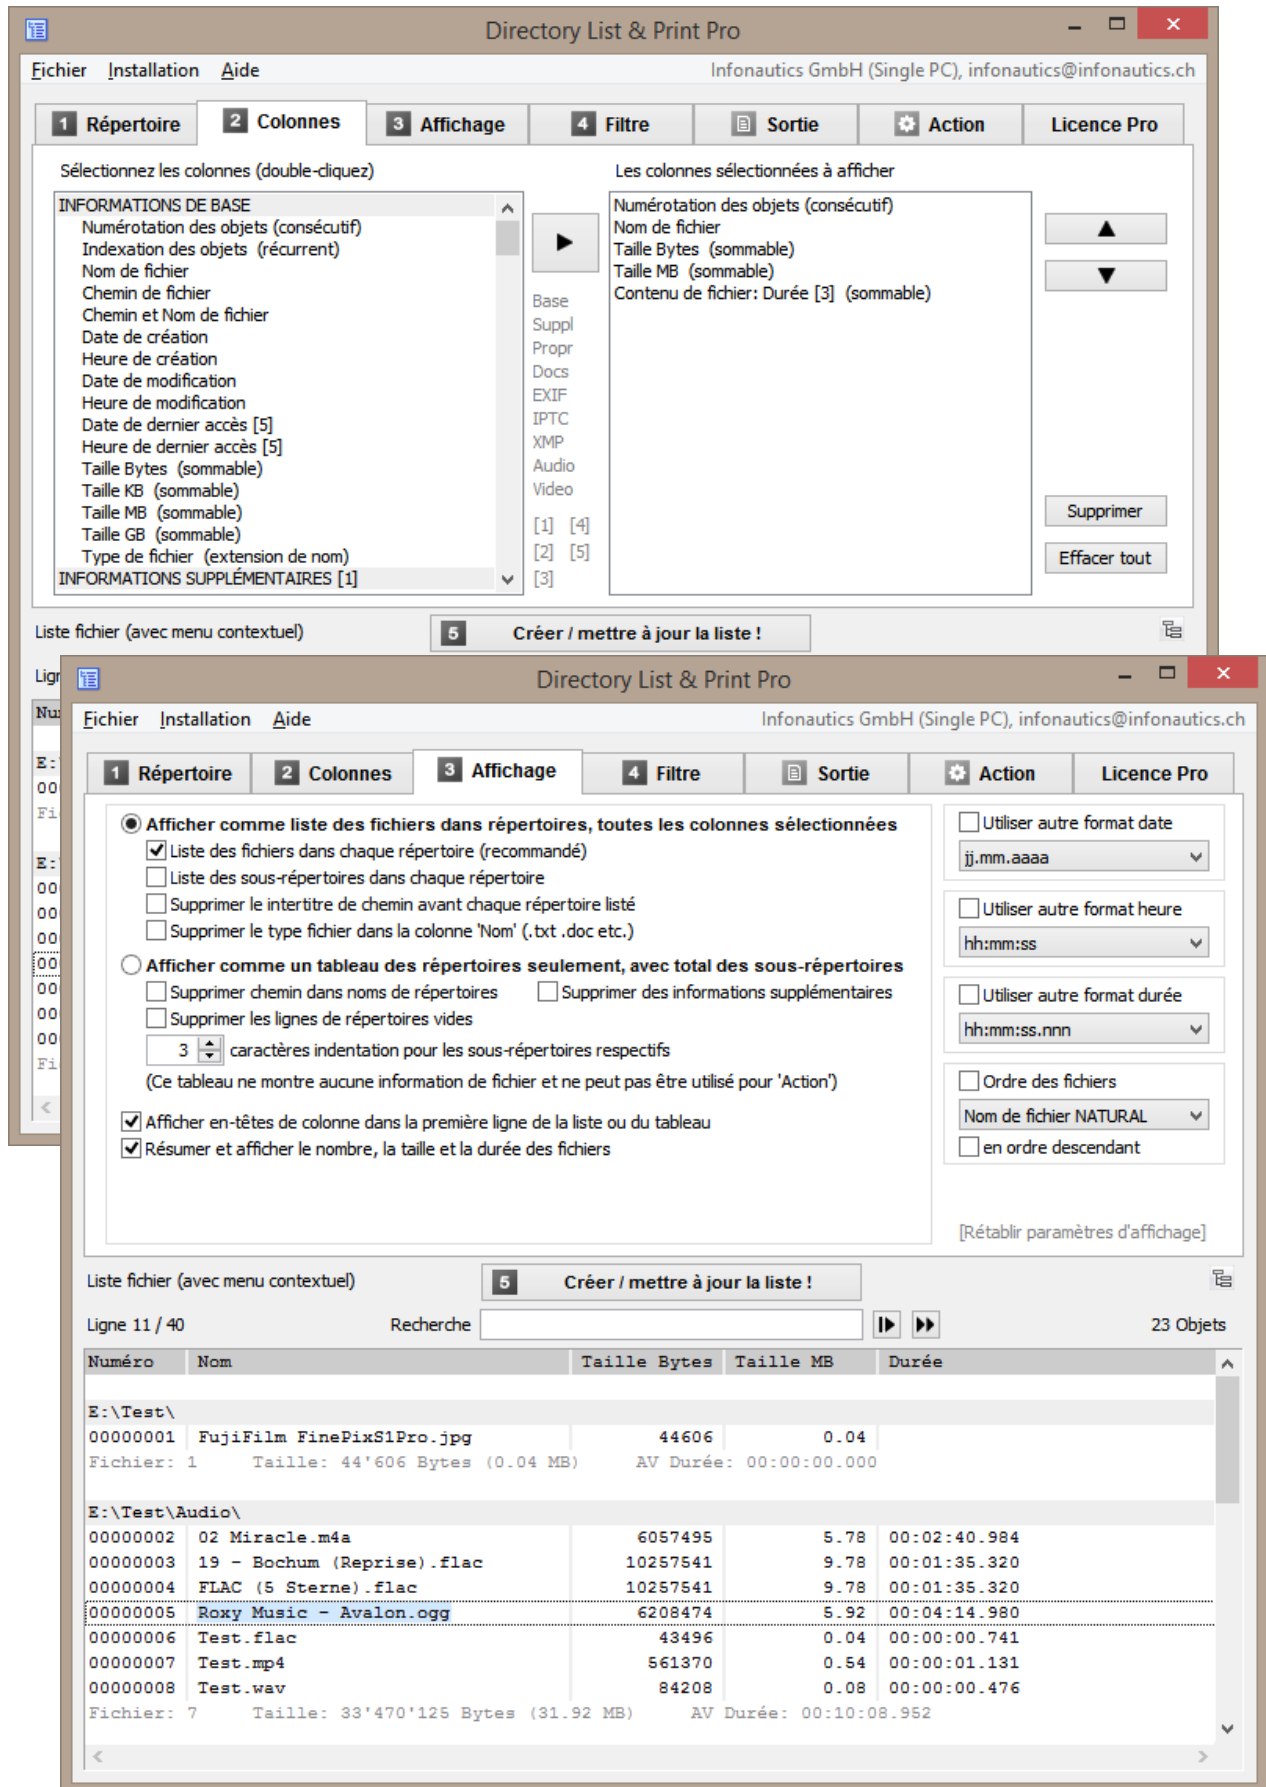 Directory List & Print Pro
Fichier Installation Aide Infonautics GmbH (Single PC), infonautics@infonautics.ch
1 Répertoire 2 Colonnes 3 Affichage 4 Filtre Sortie Action Licence Pro
Sélectionnez les colonnes (double-cliquez) Les colonnes sélectionnées à afficher
INFORMATIONS DE BASE
Numérotation des objets (consécutif)
Indexation des objets (récurrent)
Nom de fichier
Chemin de fichier
Chemin et Nom de fichier
Date de création
Heure de création
Date de modification
Heure de modification
Date de dernier accès [5]
Heure de dernier accès [5]
Taille Bytes (sommable)
Taille KB (sommable)
Taille MB (sommable)
Taille GB (sommable)
Type de fichier (extension de nom)
INFORMATIONS SUPPLÉMENTAIRES [1]
Base
Suppl
Propr
Docs
EXIF
IPTC
XMP
Audio
Video
[1] [4]
[2] [5]
[3]
Numérotation des objets (consécutif)
Nom de fichier
Taille Bytes (sommable)
Taille MB (sommable)
Contenu de fichier: Durée [3] (sommable)
Supprimer
Effacer tout
Liste fichier (avec menu contextuel) 5 Créer / mettre à jour la liste !
Directory List & Print Pro
Fichier Installation Aide Infonautics GmbH (Single PC), infonautics@infonautics.ch
1 Répertoire 2 Colonnes 3 Affichage 4 Filtre Sortie Action Licence Pro
Afficher comme liste des fichiers dans répertoires, toutes les colonnes sélectionnées
Liste des fichiers dans chaque répertoire (recommandé)
Liste des sous-répertoires dans chaque répertoire
Supprimer le intertitre de chemin avant chaque répertoire listé
Supprimer le type fichier dans la colonne 'Nom' (.txt .doc etc.)
Afficher comme un tableau des répertoires seulement, avec total des sous-répertoires
Supprimer chemin dans noms de répertoires Supprimer des informations supplémentaires
Supprimer les lignes de répertoires vides
3 caractères indentation pour les sous-répertoires respectifs
(Ce tableau ne montre aucune information de fichier et ne peut pas être utilisé pour 'Action')
Afficher en-têtes de colonne dans la première ligne de la liste ou du tableau
Résumer et afficher le nombre, la taille et la durée des fichiers
Utiliser autre format date
jj.mm.aaaa
Utiliser autre format heure
hh:mm:ss
Utiliser autre format durée
hh:mm:ss.nnn
Ordre des fichiers
Nom de fichier NATURAL
en ordre descendant
[Rétablir paramètres d'affichage]
Liste fichier (avec menu contextuel) 5 Créer / mettre à jour la liste !
Ligne 11 / 40 Recherche 23 Objets
Numéro Nom Taille Bytes Taille MB Durée
E:\Test\
00000001 FujiFilm FinePixS1Pro.jpg 44606 0.04
Fichier: 1 Taille: 44'606 Bytes (0.04 MB) AV Durée: 00:00:00.000
E:\Test\Audio\
00000002 02 Miracle.m4a 6057495 5.78 00:02:40.984
00000003 19 - Bochum (Reprise).flac 10257541 9.78 00:01:35.320
00000004 FLAC (5 Sterne).flac 10257541 9.78 00:01:35.320
00000005 Roxy Music - Avalon.ogg 6208474 5.92 00:04:14.980
00000006 Test.flac 43496 0.04 00:00:00.741
00000007 Test.mp4 561370 0.54 00:00:01.131
00000008 Test.wav 84208 0.08 00:00:00.476
Fichier: 7 Taille: 33'470'125 Bytes (31.92 MB) AV Durée: 00:10:08.952